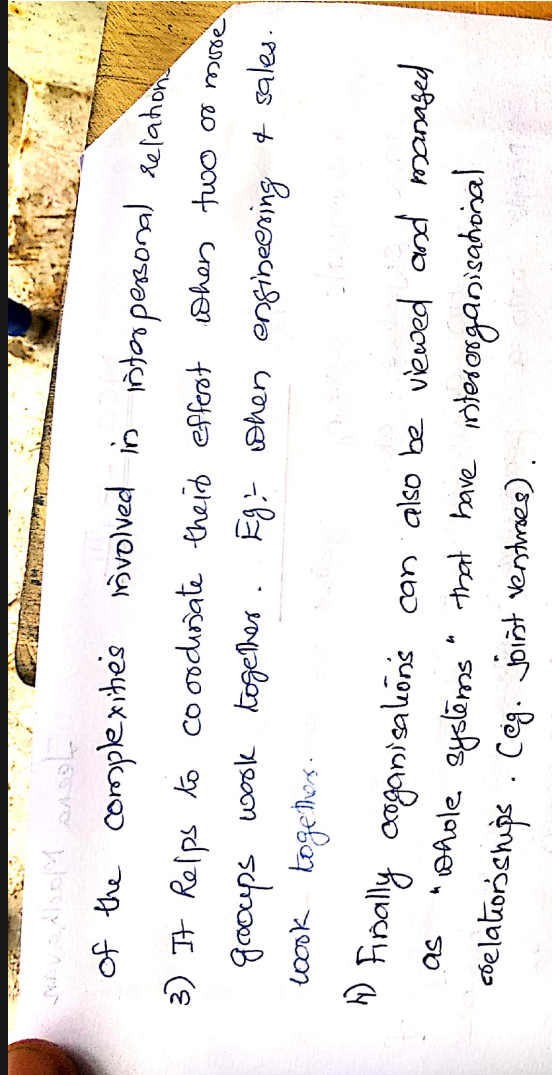 of the complexities involved in interpersonal relation
3) It helps to coordinate their effort when two or more
groups work together. Eg:- when engineering & sales.
work together.
4) Finally organisations can also be viewed and managed
as "whole systems" that have interorganisational
relationships. (eg. joint ventures).